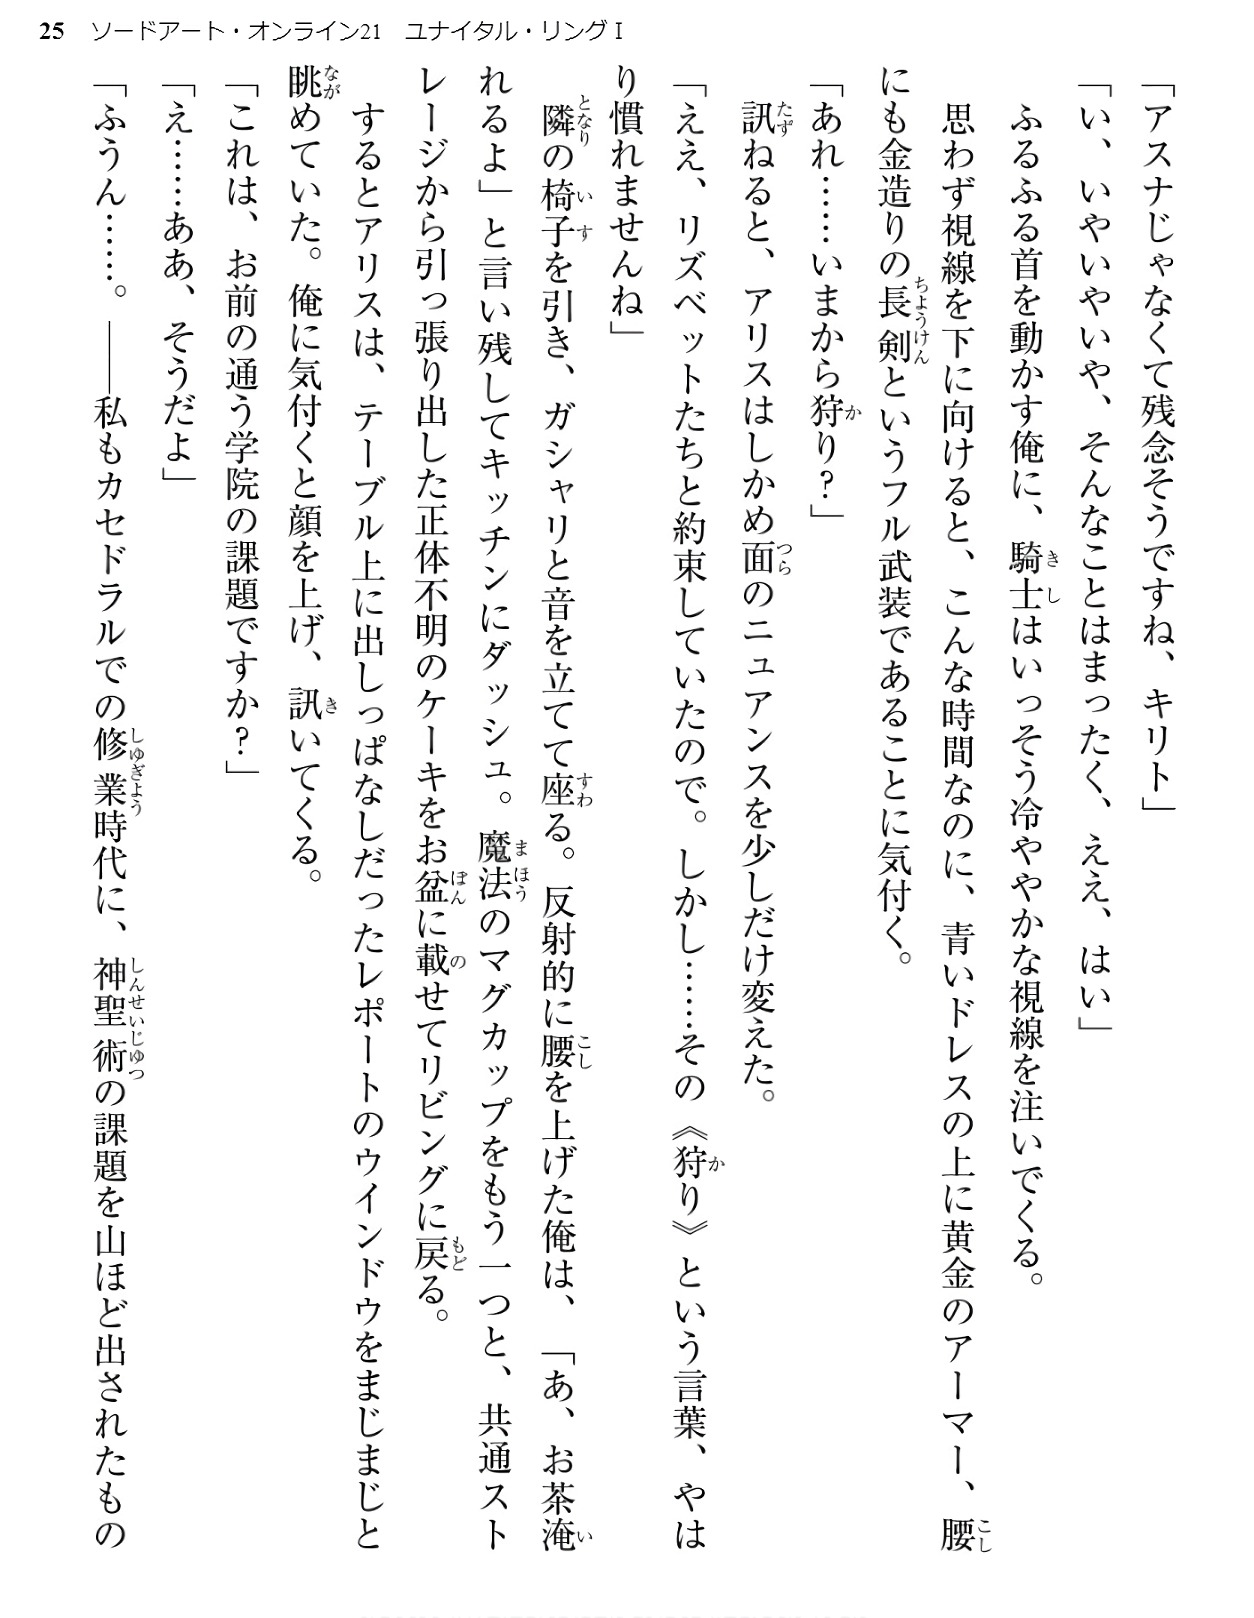 25 ソードアート・オンライン21 ユナイタル・リングⅠ
「アスナじゃなくて残念そうですね、キリト」
「い、いやいやいや、そんなことはまったく、ええ、はい」
ふるふる首を動かす俺に、騎士はいっそう冷ややかな視線を注いでくる。
思わず視線を下に向けると、こんな時間なのに、青いドレスの上に黄金のアーマー、腰
にも金造りの長剣というフル武装であることに気付く。
「あれ……いまから狩り?」
訊ねると、アリスはしかめ面のニュアンスを少しだけ変えた。
「ええ、リズベットたちと約束していたので。しかし……その《狩り》という言葉、やは
り慣れませんね」
隣の椅子を引き、ガシャリと音を立てて座る。反射的に腰を上げた俺は、「あ、お茶淹
れるよ」と言い残してキッチンにダッシュ。魔法のマグカップをもう一つと、共通スト
レージから引っ張り出した正体不明のケーキをお盆に載せてリビングに戻る。
するとアリスは、テーブル上に出しっぱなしだったレポートのウインドウをまじまじと
眺めていた。俺に気付くと顔を上げ、訊いてくる。
「これは、お前の通う学院の課題ですか?」
「え……ああ、そうだよ」
「ふうん……。――私もカセドラルでの修業時代に、神聖術の課題を山ほど出されたもの